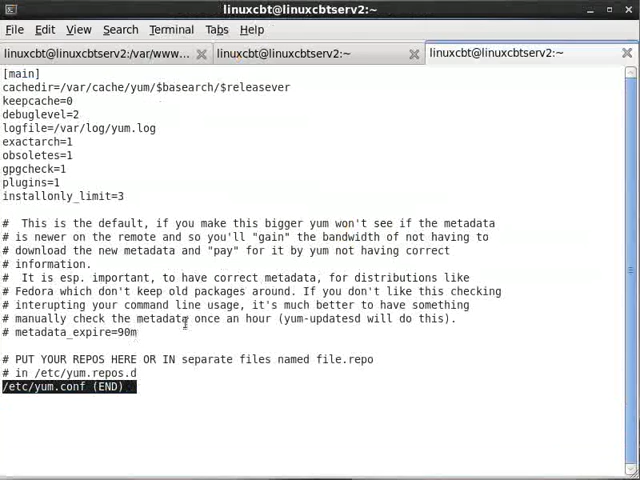 linuxcbt@linuxcbtserv2:~
File Edit View Search Terminal Tabs Help
linuxcbt@linuxcbtserv2:/var/www... linuxcbt@linuxcbtserv2:~ linuxcbt@linuxcbtserv2:~
[main]
cachedir=/var/cache/yum/$basearch/$releasever
keepcache=0
debuglevel=2
logfile=/var/log/yum.log
exactarch=1
obsoletes=1
gpgcheck=1
plugins=1
installonly_limit=3
#  This is the default, if you make this bigger yum won't see if the metadata
# is newer on the remote and so you'll "gain" the bandwidth of not having to
# download the new metadata and "pay" for it by yum not having correct
# information.
#  It is esp. important, to have correct metadata, for distributions like
# Fedora which don't keep old packages around. If you don't like this checking
# interupting your command line usage, it's much better to have something
# manually check the metadata once an hour (yum-updatesd will do this).
# metadata_expire=90m
# PUT YOUR REPOS HERE OR IN separate files named file.repo
# in /etc/yum.repos.d
/etc/yum.conf (END)